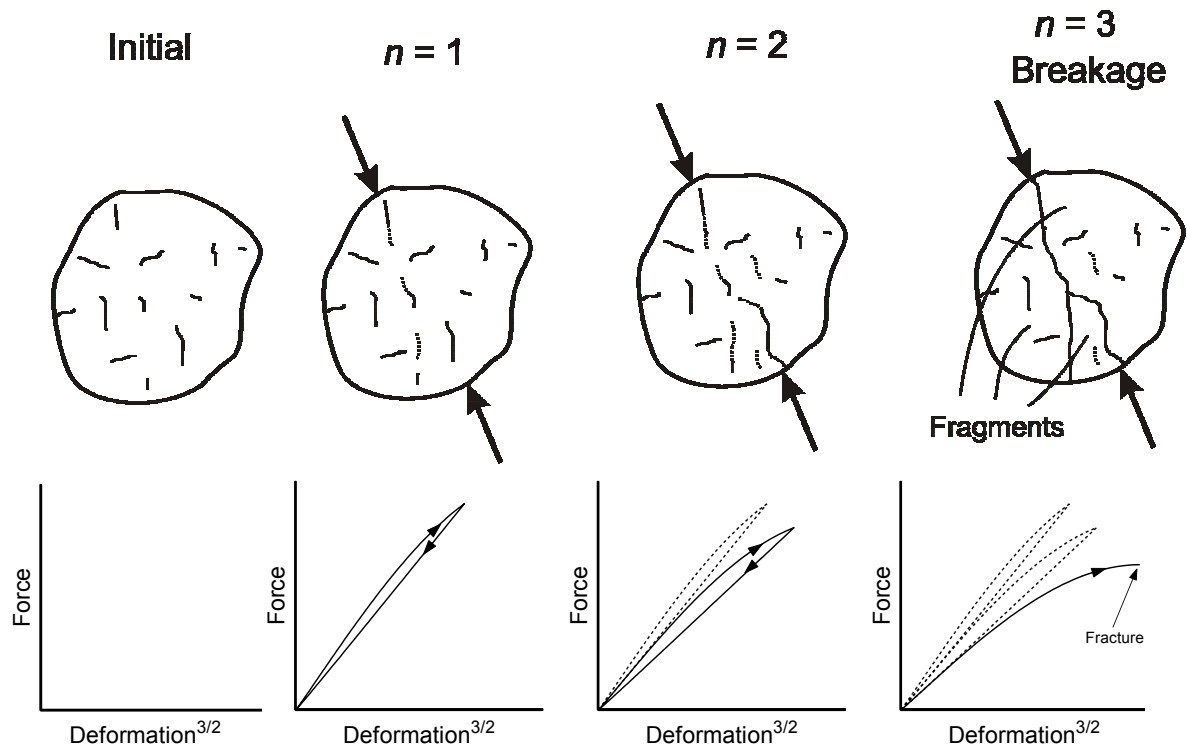 Initial
n = 1
n = 2
n = 3
Breakage
Fragments
Force
Deformation3/2
Force
Deformation3/2
Force
Deformation3/2
Force
Fracture
Deformation3/2